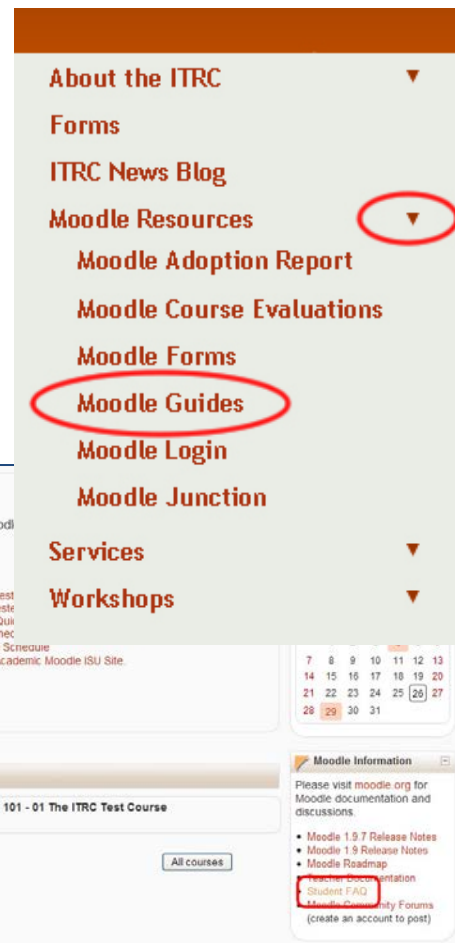 About the ITRC
Forms
ITRC News Blog
Moodle Resources
Moodle Adoption Report
Moodle Course Evaluations
Moodle Forms
Moodle Guides
Moodle Login
Moodle Junction
Services
Workshops
Schedule
Moodle ISU Site.
7 8 9 10 11 12 13
14 15 16 17 18 19 20
21 22 23 24 25 26 27
28 29 30 31
101 - 01 The ITRC Test Course
All courses
Moodle Information
Please visit moodle.org for
Moodle documentation and
discussions.
• Moodle 1.9.7 Release Notes
• Moodle 1.9 Release Notes
• Moodle Roadmap
• Teacher Documentation
• Student FAQ
• Moodle Community Forums
(create an account to post)